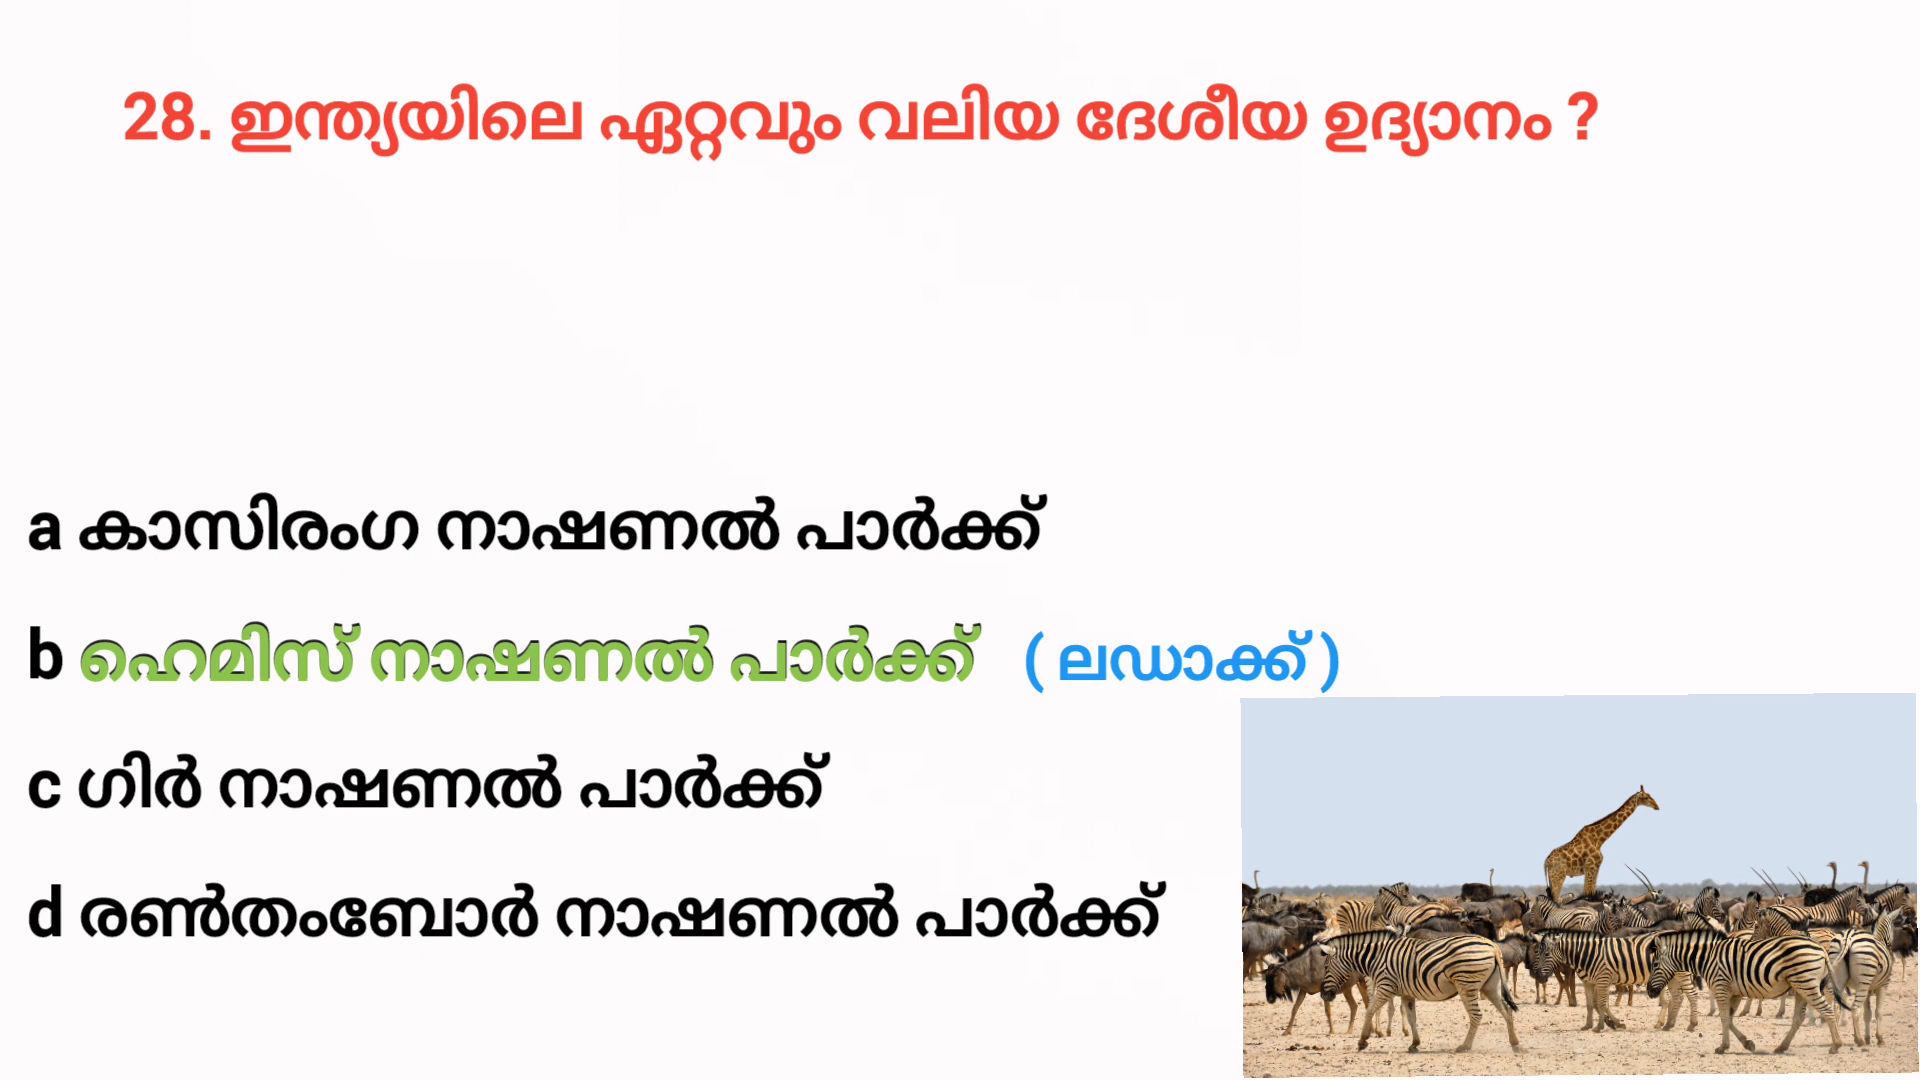 28. ഇന്ത്യയിലെ ഏറ്റവും വലിയ ദേശീയ ഉദ്യാനം ?
a കാസിരംഗ നാഷണൽ പാർക്ക്
b ഹെമിസ് നാഷണൽ പാർക്ക് ( ലഡാക്ക് )
c ഗിർ നാഷണൽ പാർക്ക്
d രൺതംബോർ നാഷണൽ പാർക്ക്